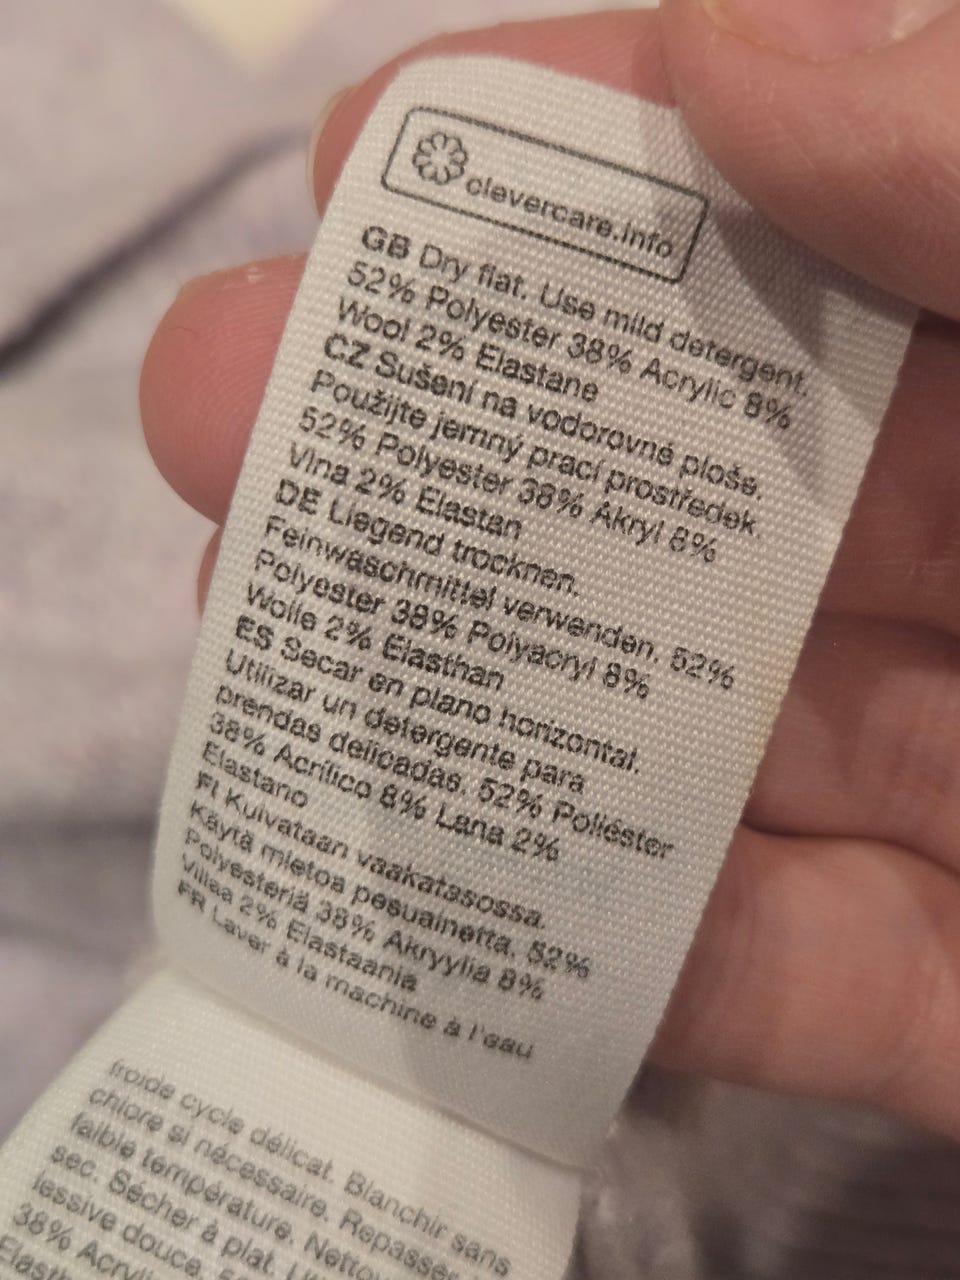 clevercare.info
GB Dry flat. Use mild detergent.
52% Polyester 38% Acrylic 8%
Wool 2% Elastane
CZ Sušení na vodorovné ploše.
Použijte jemný prací prostředek.
52% Polyester 38% Akryl 8%
Vlna 2% Elastan
DE Liegend trocknen.
Feinwaschmittel verwenden. 52%
Polyester 38% Polyacryl 8%
Wolle 2% Elasthan
ES Secar en plano horizontal.
Utilizar un detergente para
prendas delicadas. 52% Poliéster
38% Acrílico 8% Lana 2%
Elastano
FI Kuivataan vaakatasossa.
Käytä mietoa pesuainetta. 52%
Polyesteriä 38% Akryyliä 8%
Villaa 2% Elastaania
FR Laver à la machine à l'eau
froide cycle délicat. Blanchir sans
chlore si nécessaire. Repasser
faible température.
sec. Sécher à plat.
lessive douce.
38%